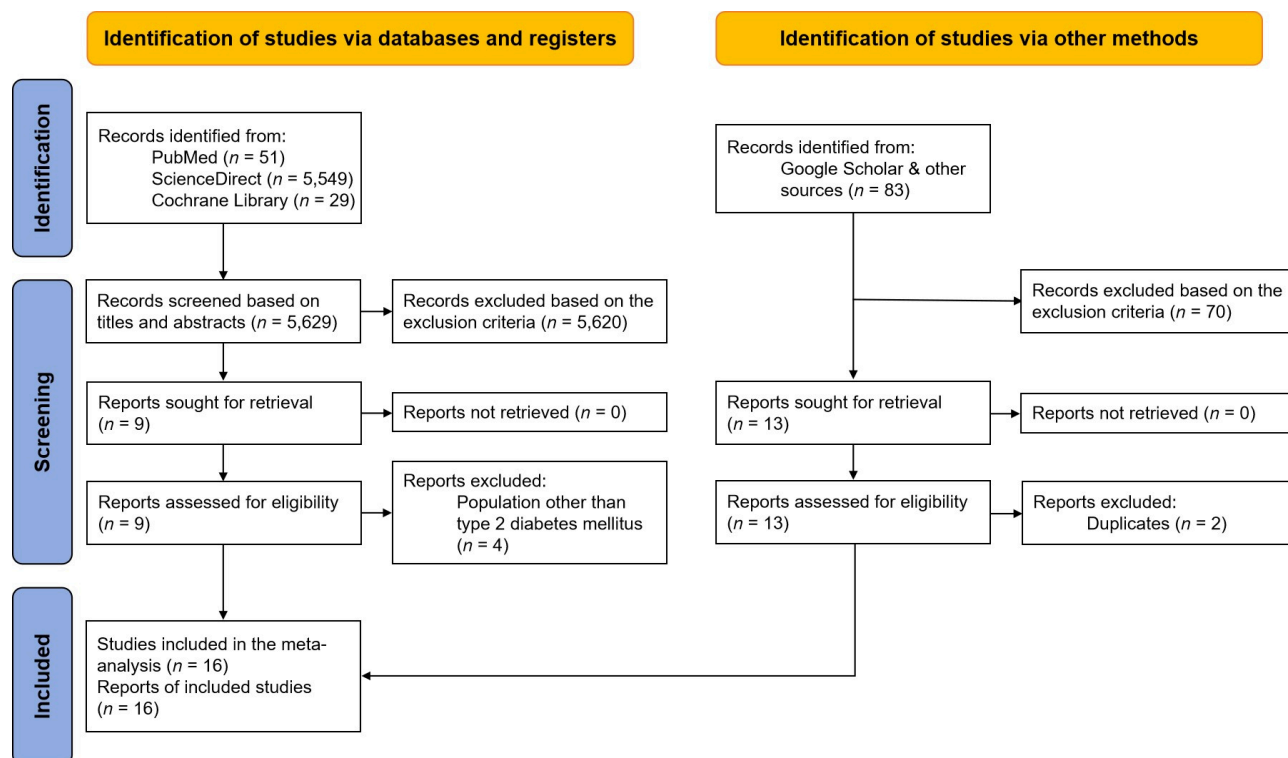 Identification of studies via databases and registers
Identification of studies via other methods
Identification
Records identified from:
PubMed (n = 51)
ScienceDirect (n = 5,549)
Cochrane Library (n = 29)
Records identified from:
Google Scholar & other
sources (n = 83)
Screening
Records screened based on
titles and abstracts (n = 5,629)
Records excluded based on the
exclusion criteria (n = 5,620)
Records excluded based on the
exclusion criteria (n = 70)
Reports sought for retrieval
(n = 9)
Reports not retrieved (n = 0)
Reports sought for retrieval
(n = 13)
Reports not retrieved (n = 0)
Reports assessed for eligibility
(n = 9)
Reports excluded:
Population other than
type 2 diabetes mellitus
(n = 4)
Reports assessed for eligibility
(n = 13)
Reports excluded:
Duplicates (n = 2)
Included
Studies included in the meta-
analysis (n = 16)
Reports of included studies
(n = 16)